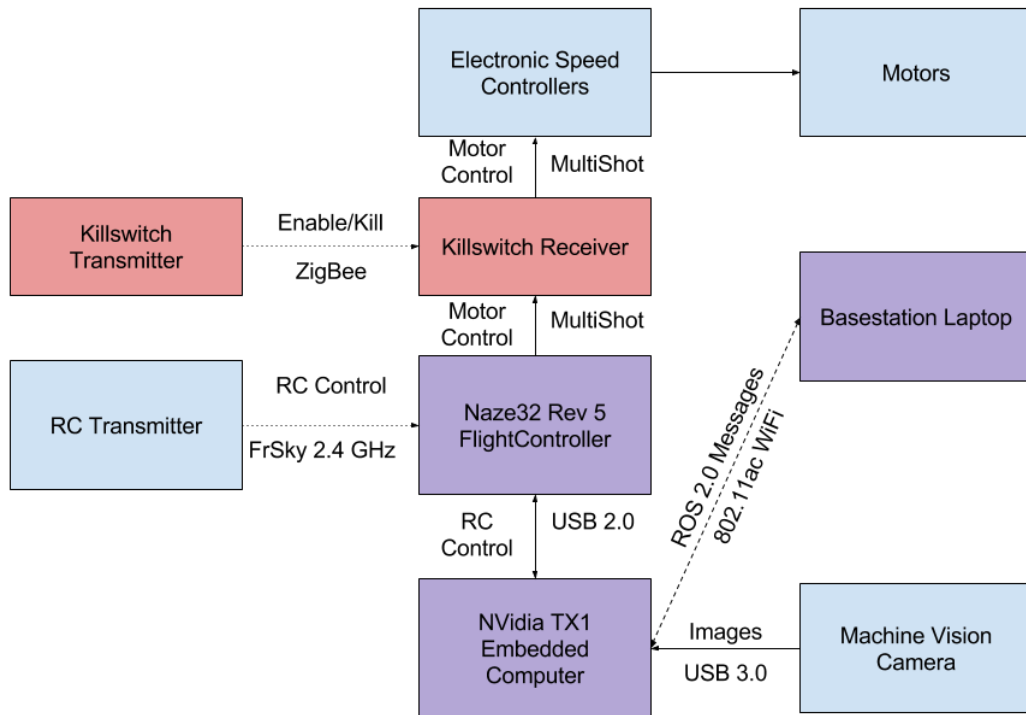 Electronic Speed
Controllers
Motors
Motor
Control
MultiShot
Killswitch
Transmitter
Enable/Kill
ZigBee
Killswitch Receiver
Motor
Control
MultiShot
Basestation Laptop
RC Transmitter
RC Control
FrSky 2.4 GHz
Naze32 Rev 5
FlightController
ROS 2.0 Messages
802.11ac WiFi
RC
Control
USB 2.0
NVidia TX1
Embedded
Computer
Images
USB 3.0
Machine Vision
Camera